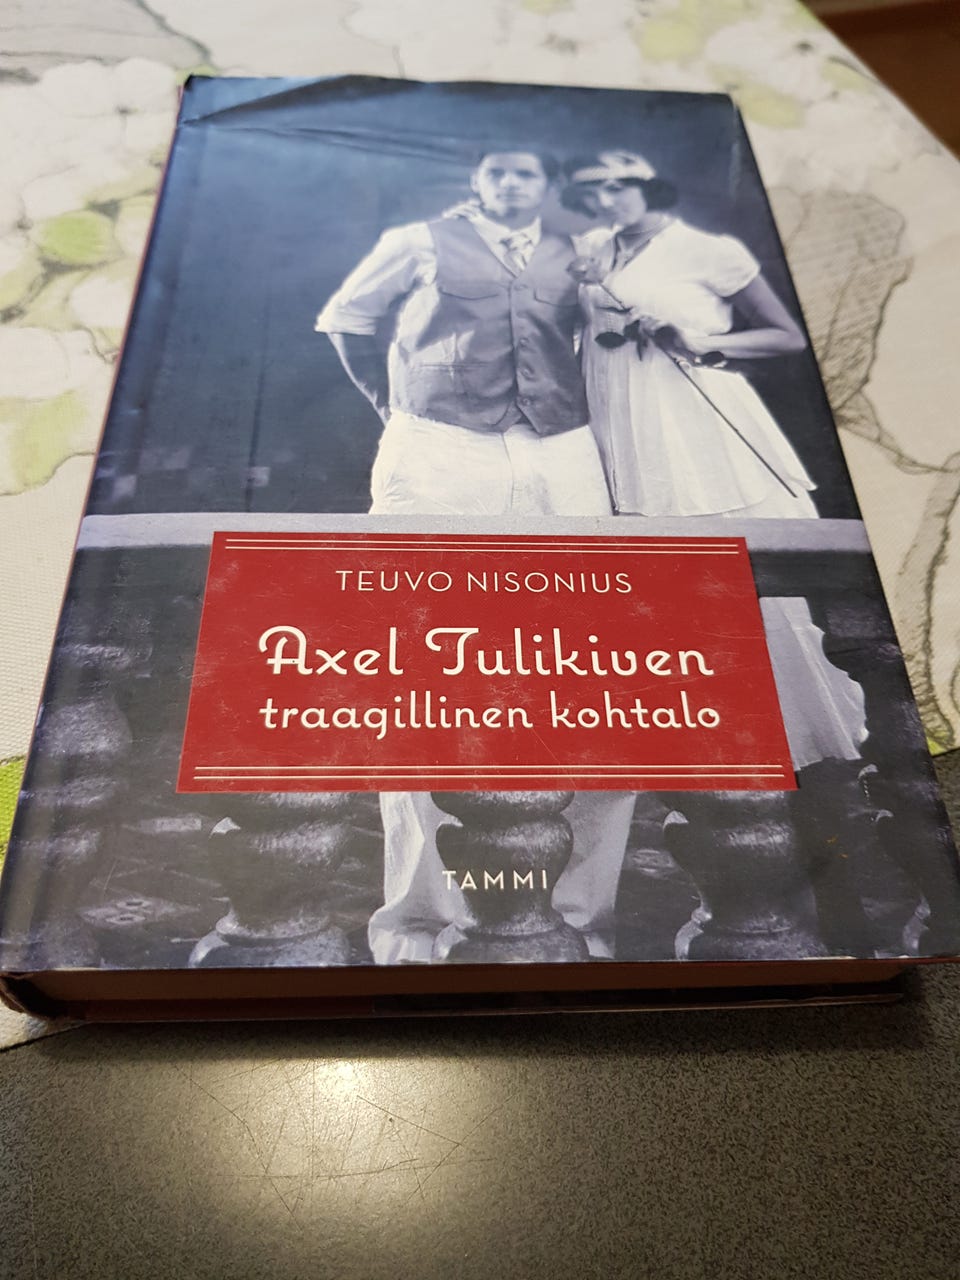 TEUVO NISONIUS
Axel Tulikiven
traagillinen kohtalo
TAMMI